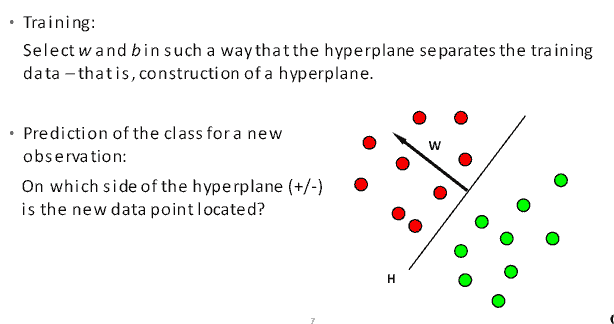 • Training:
Select w and b in such a way that the hyperplane separates the training
data – that is, construction of a hyperplane.
• Prediction of the class for a new
observation:
On which side of the hyperplane (+/-)
is the new data point located?
W
H
7